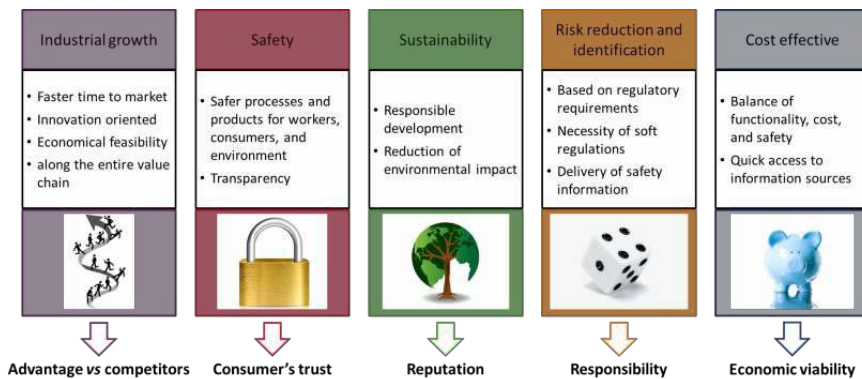 Industrial growth
• Faster time to market
• Innovation oriented
• Economical feasibility
• along the entire value
chain
Advantage vs competitors
Safety
• Safer processes and
products for workers,
consumers, and
environment
• Transparency
Consumer's trust
Sustainability
• Responsible
development
• Reduction of
environmental impact
Reputation
Risk reduction and
identification
• Based on regulatory
requirements
• Necessity of soft
regulations
• Delivery of safety
information
Responsibility
Cost effective
• Balance of
functionality, cost,
and safety
• Quick access to
information sources
Economic viability